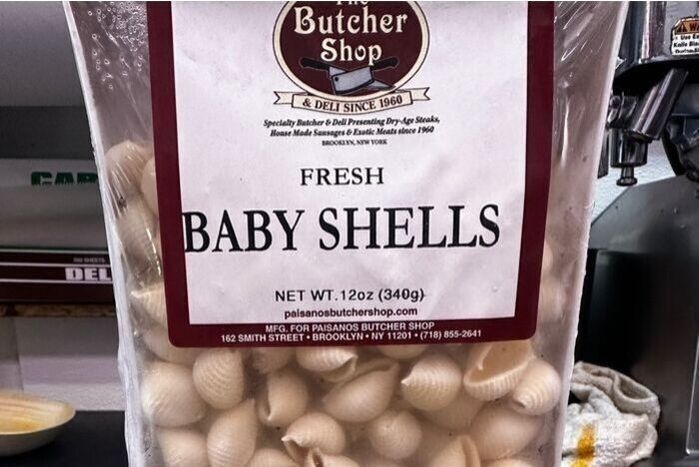 The
Butcher
Shop
& DELI SINCE 1960
Specialty Butcher & Deli Presenting Dry-Age Steaks,
House Made Sausages & Exotic Meats since 1960
BROOKLYN, NEW YORK
FRESH
BABY SHELLS
NET WT. 12oz (340g)
paisanosbutchershop.com
MFG. FOR PAISANOS BUTCHER SHOP
162 SMITH STREET • BROOKLYN • NY 11201 • (718) 855-2641
DEL